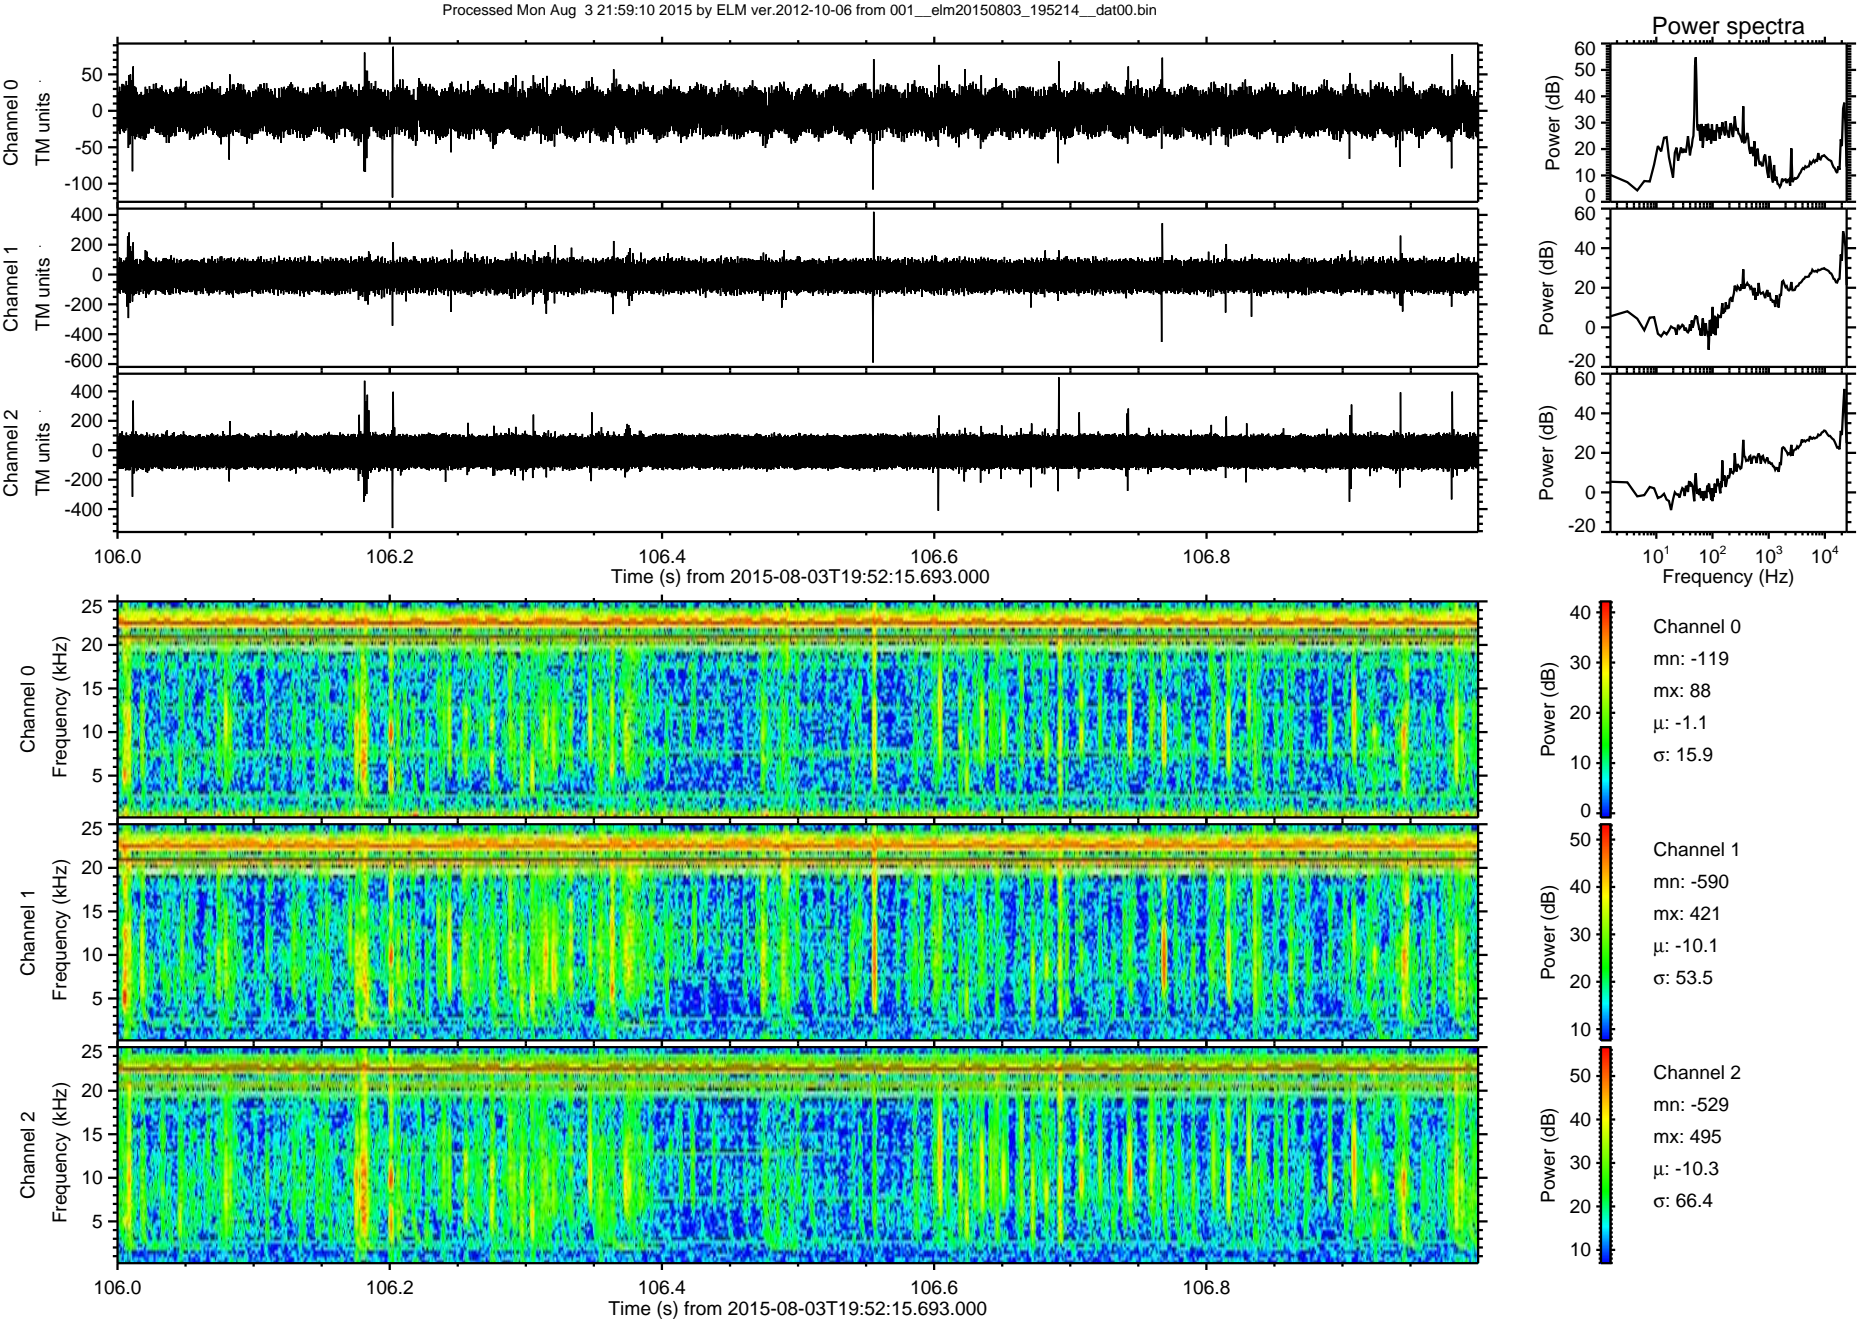 Processed Mon Aug  3 21:59:10 2015 by ELM ver.2012-10-06 from 001__elm20150803_195214__dat00.bin
Power spectra
Channel 0
TM units
50
0
-50
-100
Power (dB)
60
50
40
30
20
10
0
Channel 1
TM units
400
200
0
-200
-400
-600
Power (dB)
60
40
20
0
-20
Channel 2
TM units
400
200
0
-200
-400
Power (dB)
60
40
20
0
-20
106.0 106.2 106.4 106.6 106.8
Time (s) from 2015-08-03T19:52:15.693.000
10¹ 10² 10³ 10⁴
Frequency (Hz)
Channel 0
Frequency (kHz)
25
20
15
10
5
Power (dB)
40
30
20
10
0
Channel 0
mn: -119
mx: 88
μ: -1.1
σ: 15.9
Channel 1
Frequency (kHz)
25
20
15
10
5
Power (dB)
50
40
30
20
10
Channel 1
mn: -590
mx: 421
μ: -10.1
σ: 53.5
Channel 2
Frequency (kHz)
25
20
15
10
5
Power (dB)
50
40
30
20
10
Channel 2
mn: -529
mx: 495
μ: -10.3
σ: 66.4
106.0 106.2 106.4 106.6 106.8
Time (s) from 2015-08-03T19:52:15.693.000